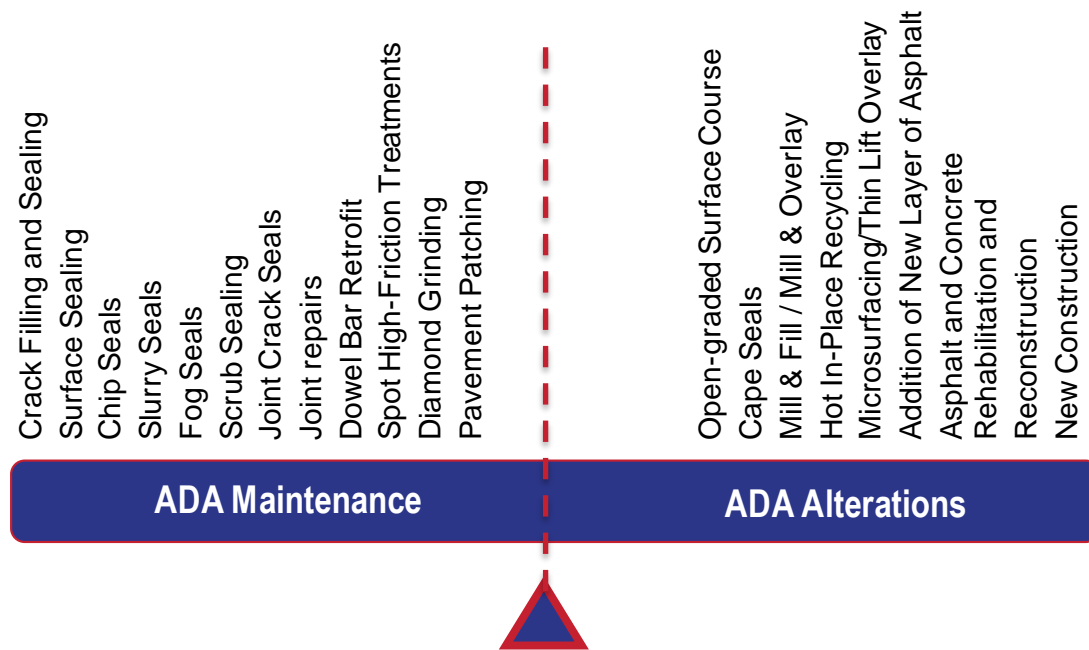 Crack Filling and Sealing
Surface Sealing
Chip Seals
Slurry Seals
Fog Seals
Scrub Sealing
Joint Crack Seals
Joint repairs
Dowel Bar Retrofit
Spot High-Friction Treatments
Diamond Grinding
Pavement Patching
Open-graded Surface Course
Cape Seals
Mill & Fill / Mill & Overlay
Hot In-Place Recycling
Microsurfacing/Thin Lift Overlay
Addition of New Layer of Asphalt
Asphalt and Concrete
Rehabilitation and
Reconstruction
New Construction
ADA Maintenance
ADA Alterations